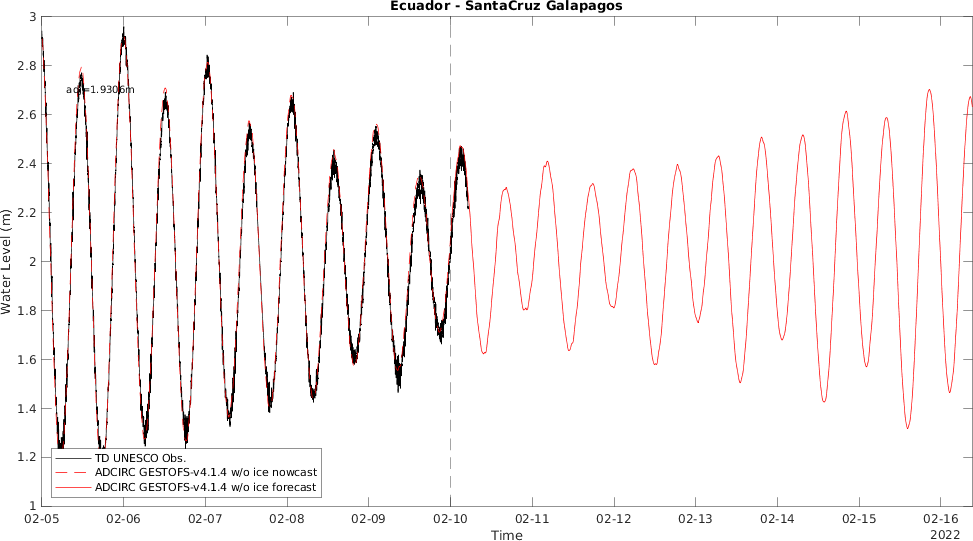 Ecuador - SantaCruz Galapagos
Water Level (m)
3
2.8
2.6
2.4
2.2
2
1.8
1.6
1.4
1.2
1
=1.9306m
TD UNESCO Obs.
ADCIRC GESTOFS-v4.1.4 w/o ice nowcast
ADCIRC GESTOFS-v4.1.4 w/o ice forecast
02-05 02-06 02-07 02-08 02-09 02-10 02-11 02-12 02-13 02-14 02-15 02-16
Time
2022